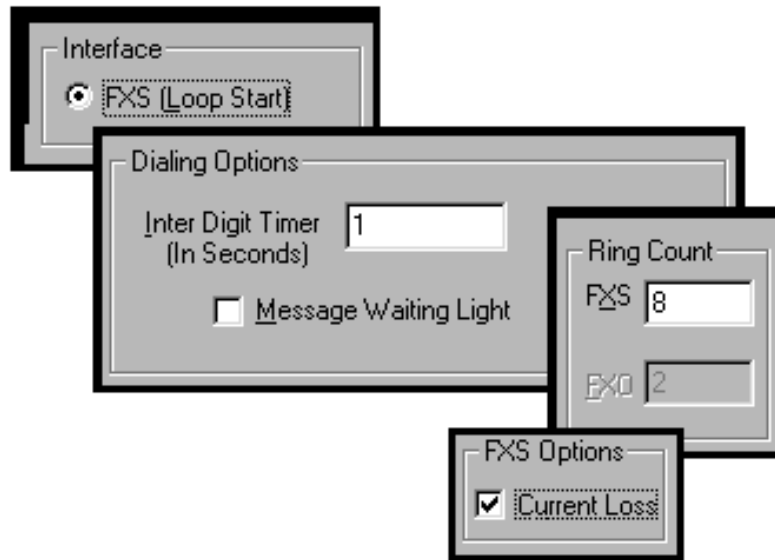 Interface
FXS (Loop Start)
Dialing Options
Inter Digit Timer
(In Seconds)
1
Message Waiting Light
Ring Count
FXS
8
FXO
2
FXS Options
Current Loss